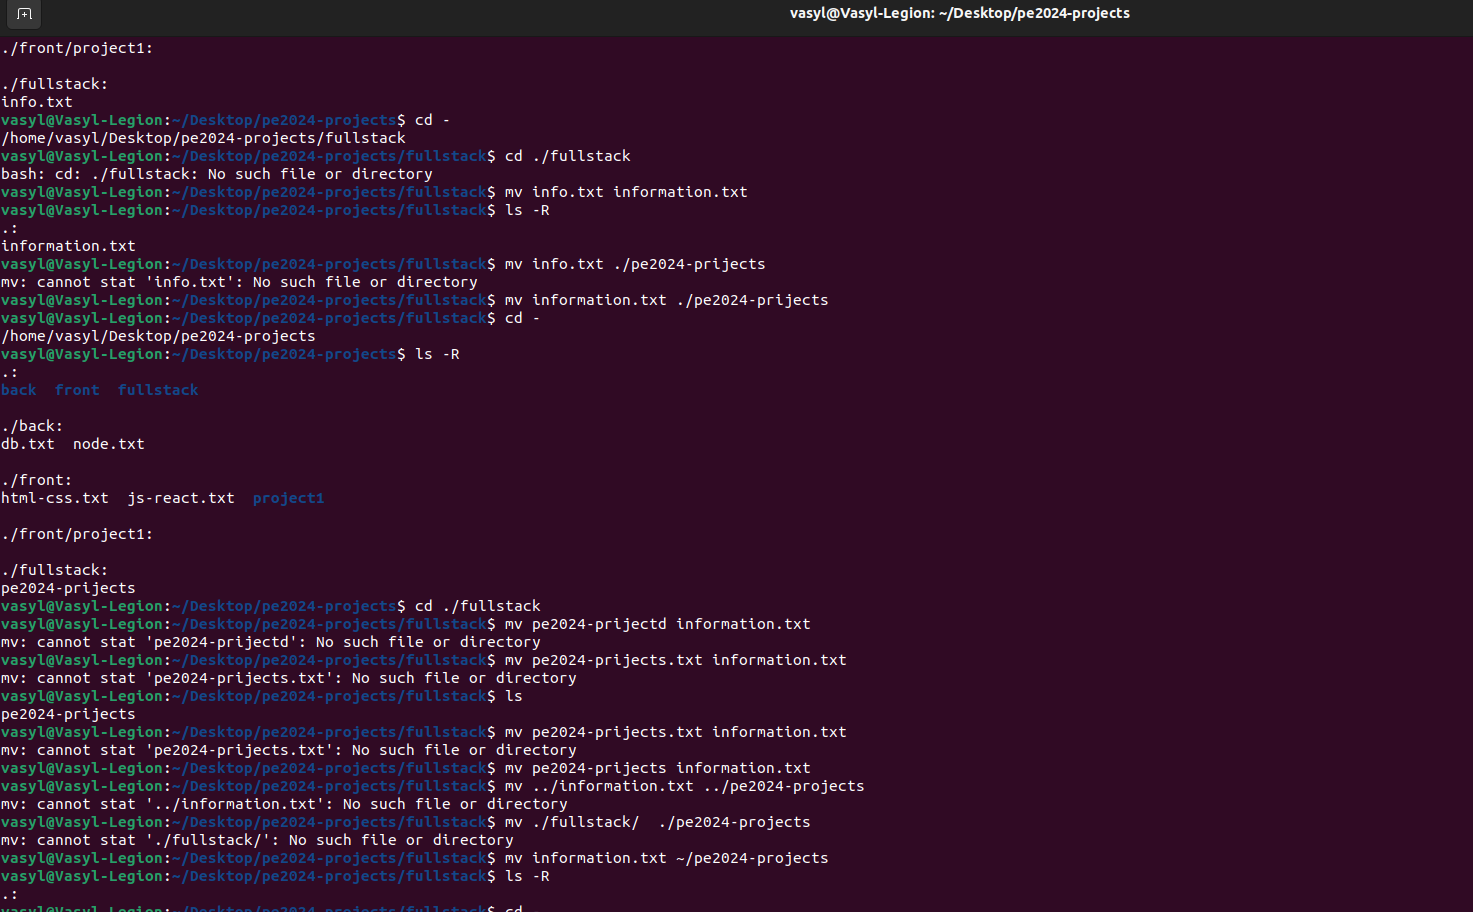 vasyl@Vasyl-Legion: ~/Desktop/pe2024-projects
./front/project1:
./fullstack:
info.txt
vasyl@Vasyl-Legion:~/Desktop/pe2024-projects$ cd -
/home/vasyl/Desktop/pe2024-projects/fullstack
vasyl@Vasyl-Legion:~/Desktop/pe2024-projects/fullstack$ cd ./fullstack
bash: cd: ./fullstack: No such file or directory
vasyl@Vasyl-Legion:~/Desktop/pe2024-projects/fullstack$ mv info.txt information.txt
vasyl@Vasyl-Legion:~/Desktop/pe2024-projects/fullstack$ ls -R
.:
information.txt
vasyl@Vasyl-Legion:~/Desktop/pe2024-projects/fullstack$ mv info.txt ./pe2024-prijects
mv: cannot stat 'info.txt': No such file or directory
vasyl@Vasyl-Legion:~/Desktop/pe2024-projects/fullstack$ mv information.txt ./pe2024-prijects
vasyl@Vasyl-Legion:~/Desktop/pe2024-projects/fullstack$ cd -
/home/vasyl/Desktop/pe2024-projects
vasyl@Vasyl-Legion:~/Desktop/pe2024-projects$ ls -R
.:
back  front  fullstack
./back:
db.txt  node.txt
./front:
html-css.txt  js-react.txt  project1
./front/project1:
./fullstack:
pe2024-prijects
vasyl@Vasyl-Legion:~/Desktop/pe2024-projects$ cd ./fullstack
vasyl@Vasyl-Legion:~/Desktop/pe2024-projects/fullstack$ mv pe2024-prijectd information.txt
mv: cannot stat 'pe2024-prijectd': No such file or directory
vasyl@Vasyl-Legion:~/Desktop/pe2024-projects/fullstack$ mv pe2024-prijects.txt information.txt
mv: cannot stat 'pe2024-prijects.txt': No such file or directory
vasyl@Vasyl-Legion:~/Desktop/pe2024-projects/fullstack$ ls
pe2024-prijects
vasyl@Vasyl-Legion:~/Desktop/pe2024-projects/fullstack$ mv pe2024-prijects.txt information.txt
mv: cannot stat 'pe2024-prijects.txt': No such file or directory
vasyl@Vasyl-Legion:~/Desktop/pe2024-projects/fullstack$ mv pe2024-prijects information.txt
vasyl@Vasyl-Legion:~/Desktop/pe2024-projects/fullstack$ mv ../information.txt ../pe2024-projects
mv: cannot stat '../information.txt': No such file or directory
vasyl@Vasyl-Legion:~/Desktop/pe2024-projects/fullstack$ mv ./fullstack/  ./pe2024-projects
mv: cannot stat './fullstack/': No such file or directory
vasyl@Vasyl-Legion:~/Desktop/pe2024-projects/fullstack$ mv information.txt ~/pe2024-projects
vasyl@Vasyl-Legion:~/Desktop/pe2024-projects/fullstack$ ls -R
.:
vasyl@Vasyl-Legion:~/Desktop/pe2024-projects/fullstack$ cd -